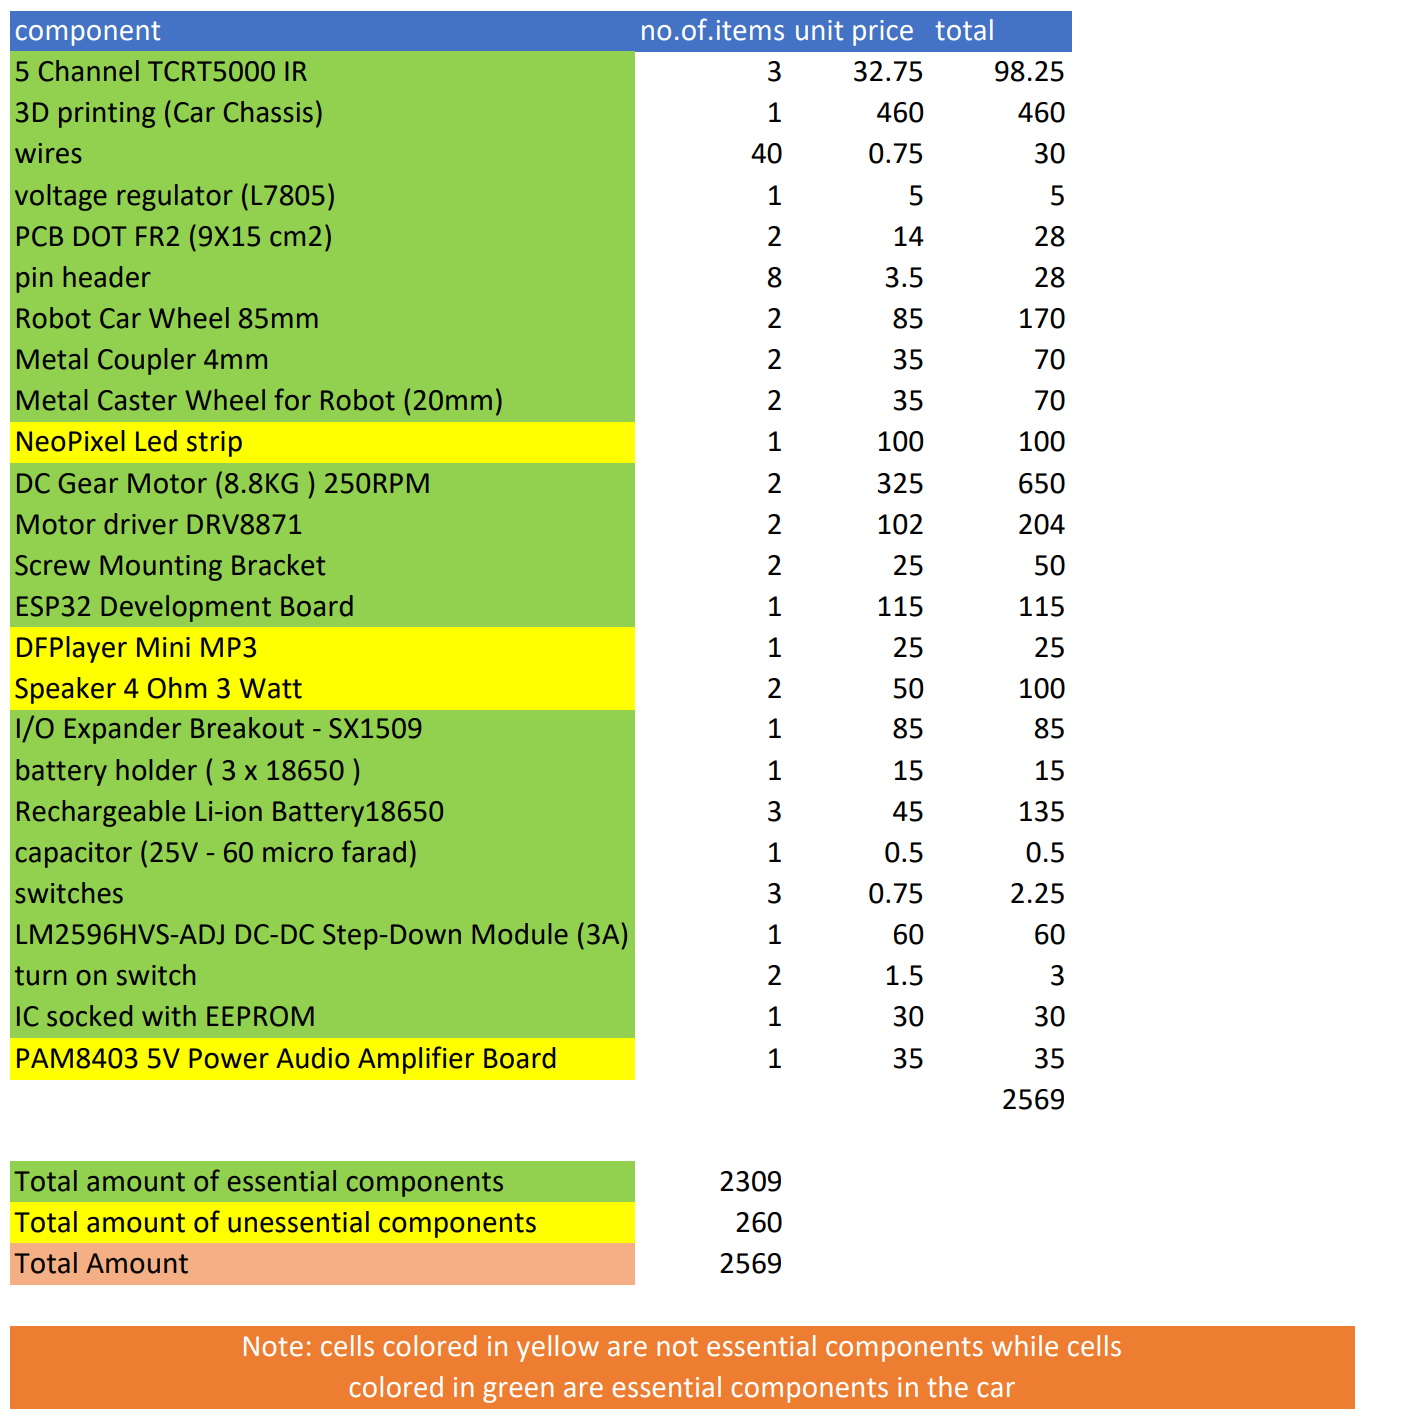 component no.of.items unit price total
5 Channel TCRT5000 IR 3 32.75 98.25
3D printing (Car Chassis) 1 460 460
wires 40 0.75 30
voltage regulator (L7805) 1 5 5
PCB DOT FR2 (9X15 cm2) 2 14 28
pin header 8 3.5 28
Robot Car Wheel 85mm 2 85 170
Metal Coupler 4mm 2 35 70
Metal Caster Wheel for Robot (20mm) 2 35 70
NeoPixel Led strip 1 100 100
DC Gear Motor (8.8KG ) 250RPM 2 325 650
Motor driver DRV8871 2 102 204
Screw Mounting Bracket 2 25 50
ESP32 Development Board 1 115 115
DFPlayer Mini MP3 1 25 25
Speaker 4 Ohm 3 Watt 2 50 100
I/O Expander Breakout - SX1509 1 85 85
battery holder ( 3 x 18650 ) 1 15 15
Rechargeable Li-ion Battery18650 3 45 135
capacitor (25V - 60 micro farad) 1 0.5 0.5
switches 3 0.75 2.25
LM2596HVS-ADJ DC-DC Step-Down Module (3A) 1 60 60
turn on switch 2 1.5 3
IC socked with EEPROM 1 30 30
PAM8403 5V Power Audio Amplifier Board 1 35 35
2569
Total amount of essential components 2309
Total amount of unessential components 260
Total Amount 2569
Note: cells colored in yellow are not essential components while cells
colored in green are essential components in the car